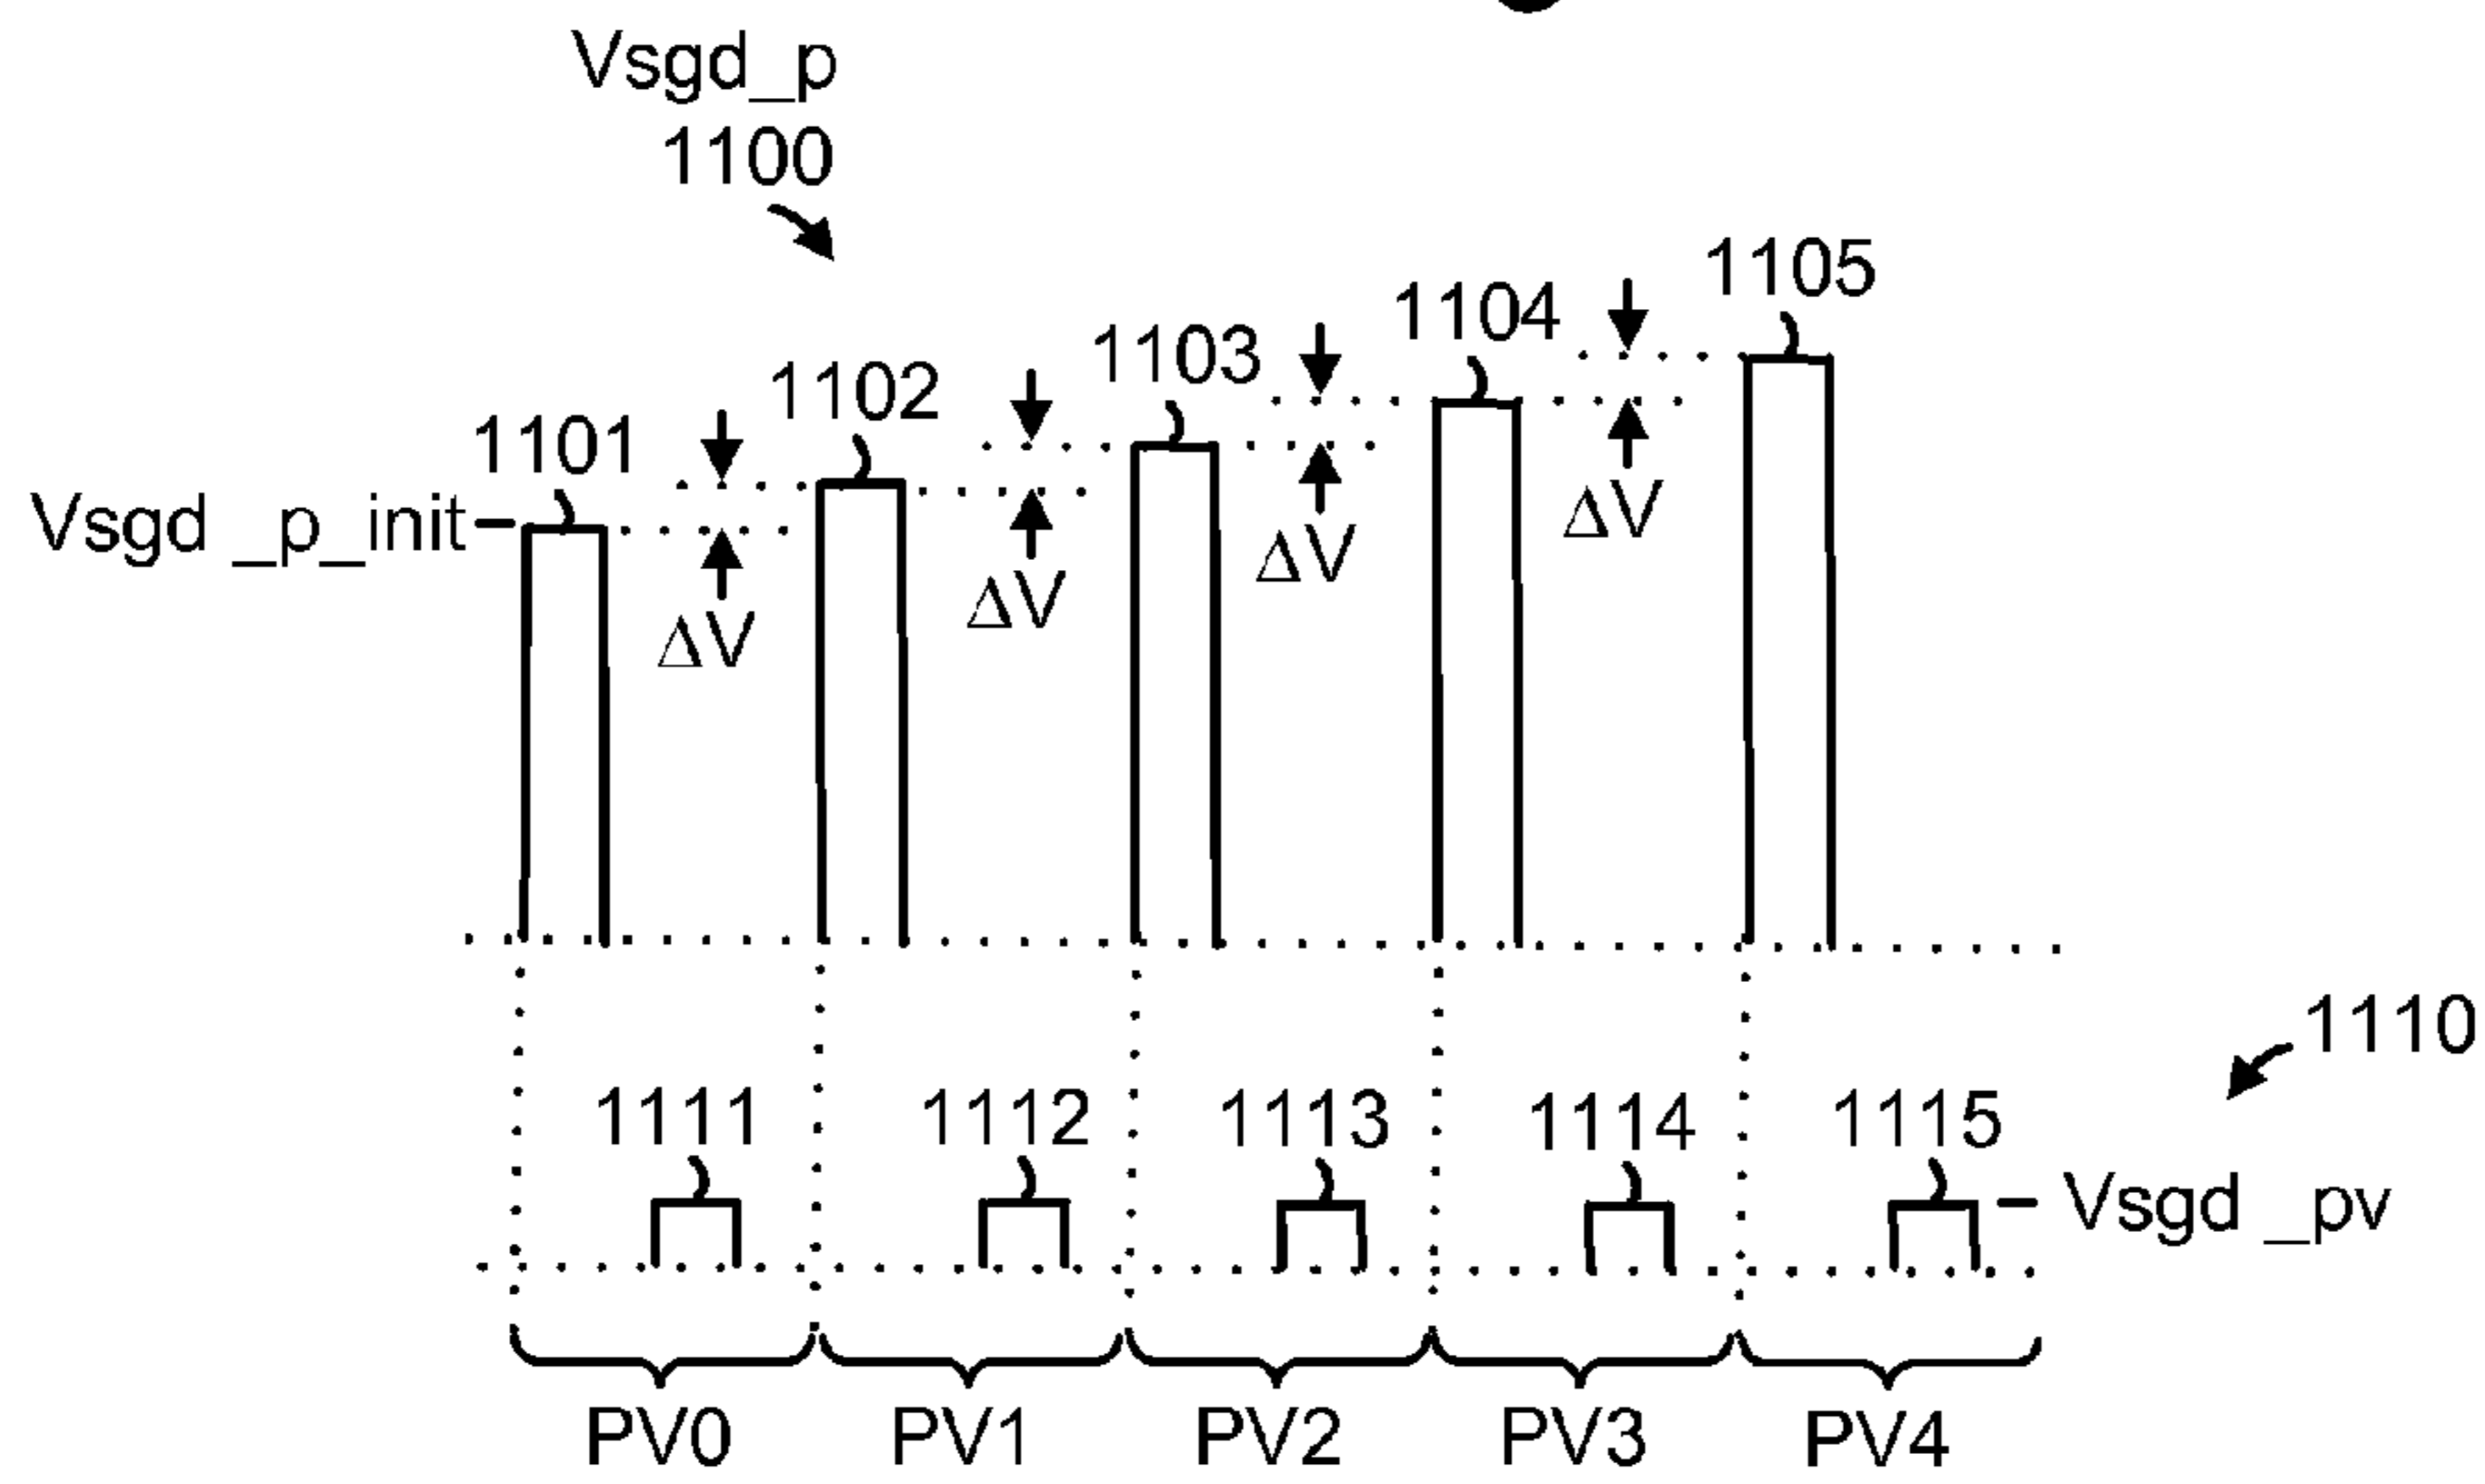 Vsgd_p
1100
1105
1104
1103
1102
1101
Vsgd _p_init
ΔV
ΔV
ΔV
ΔV
1110
1111
1112
1113
1114
1115
Vsgd _pv
PV0
PV1
PV2
PV3
PV4